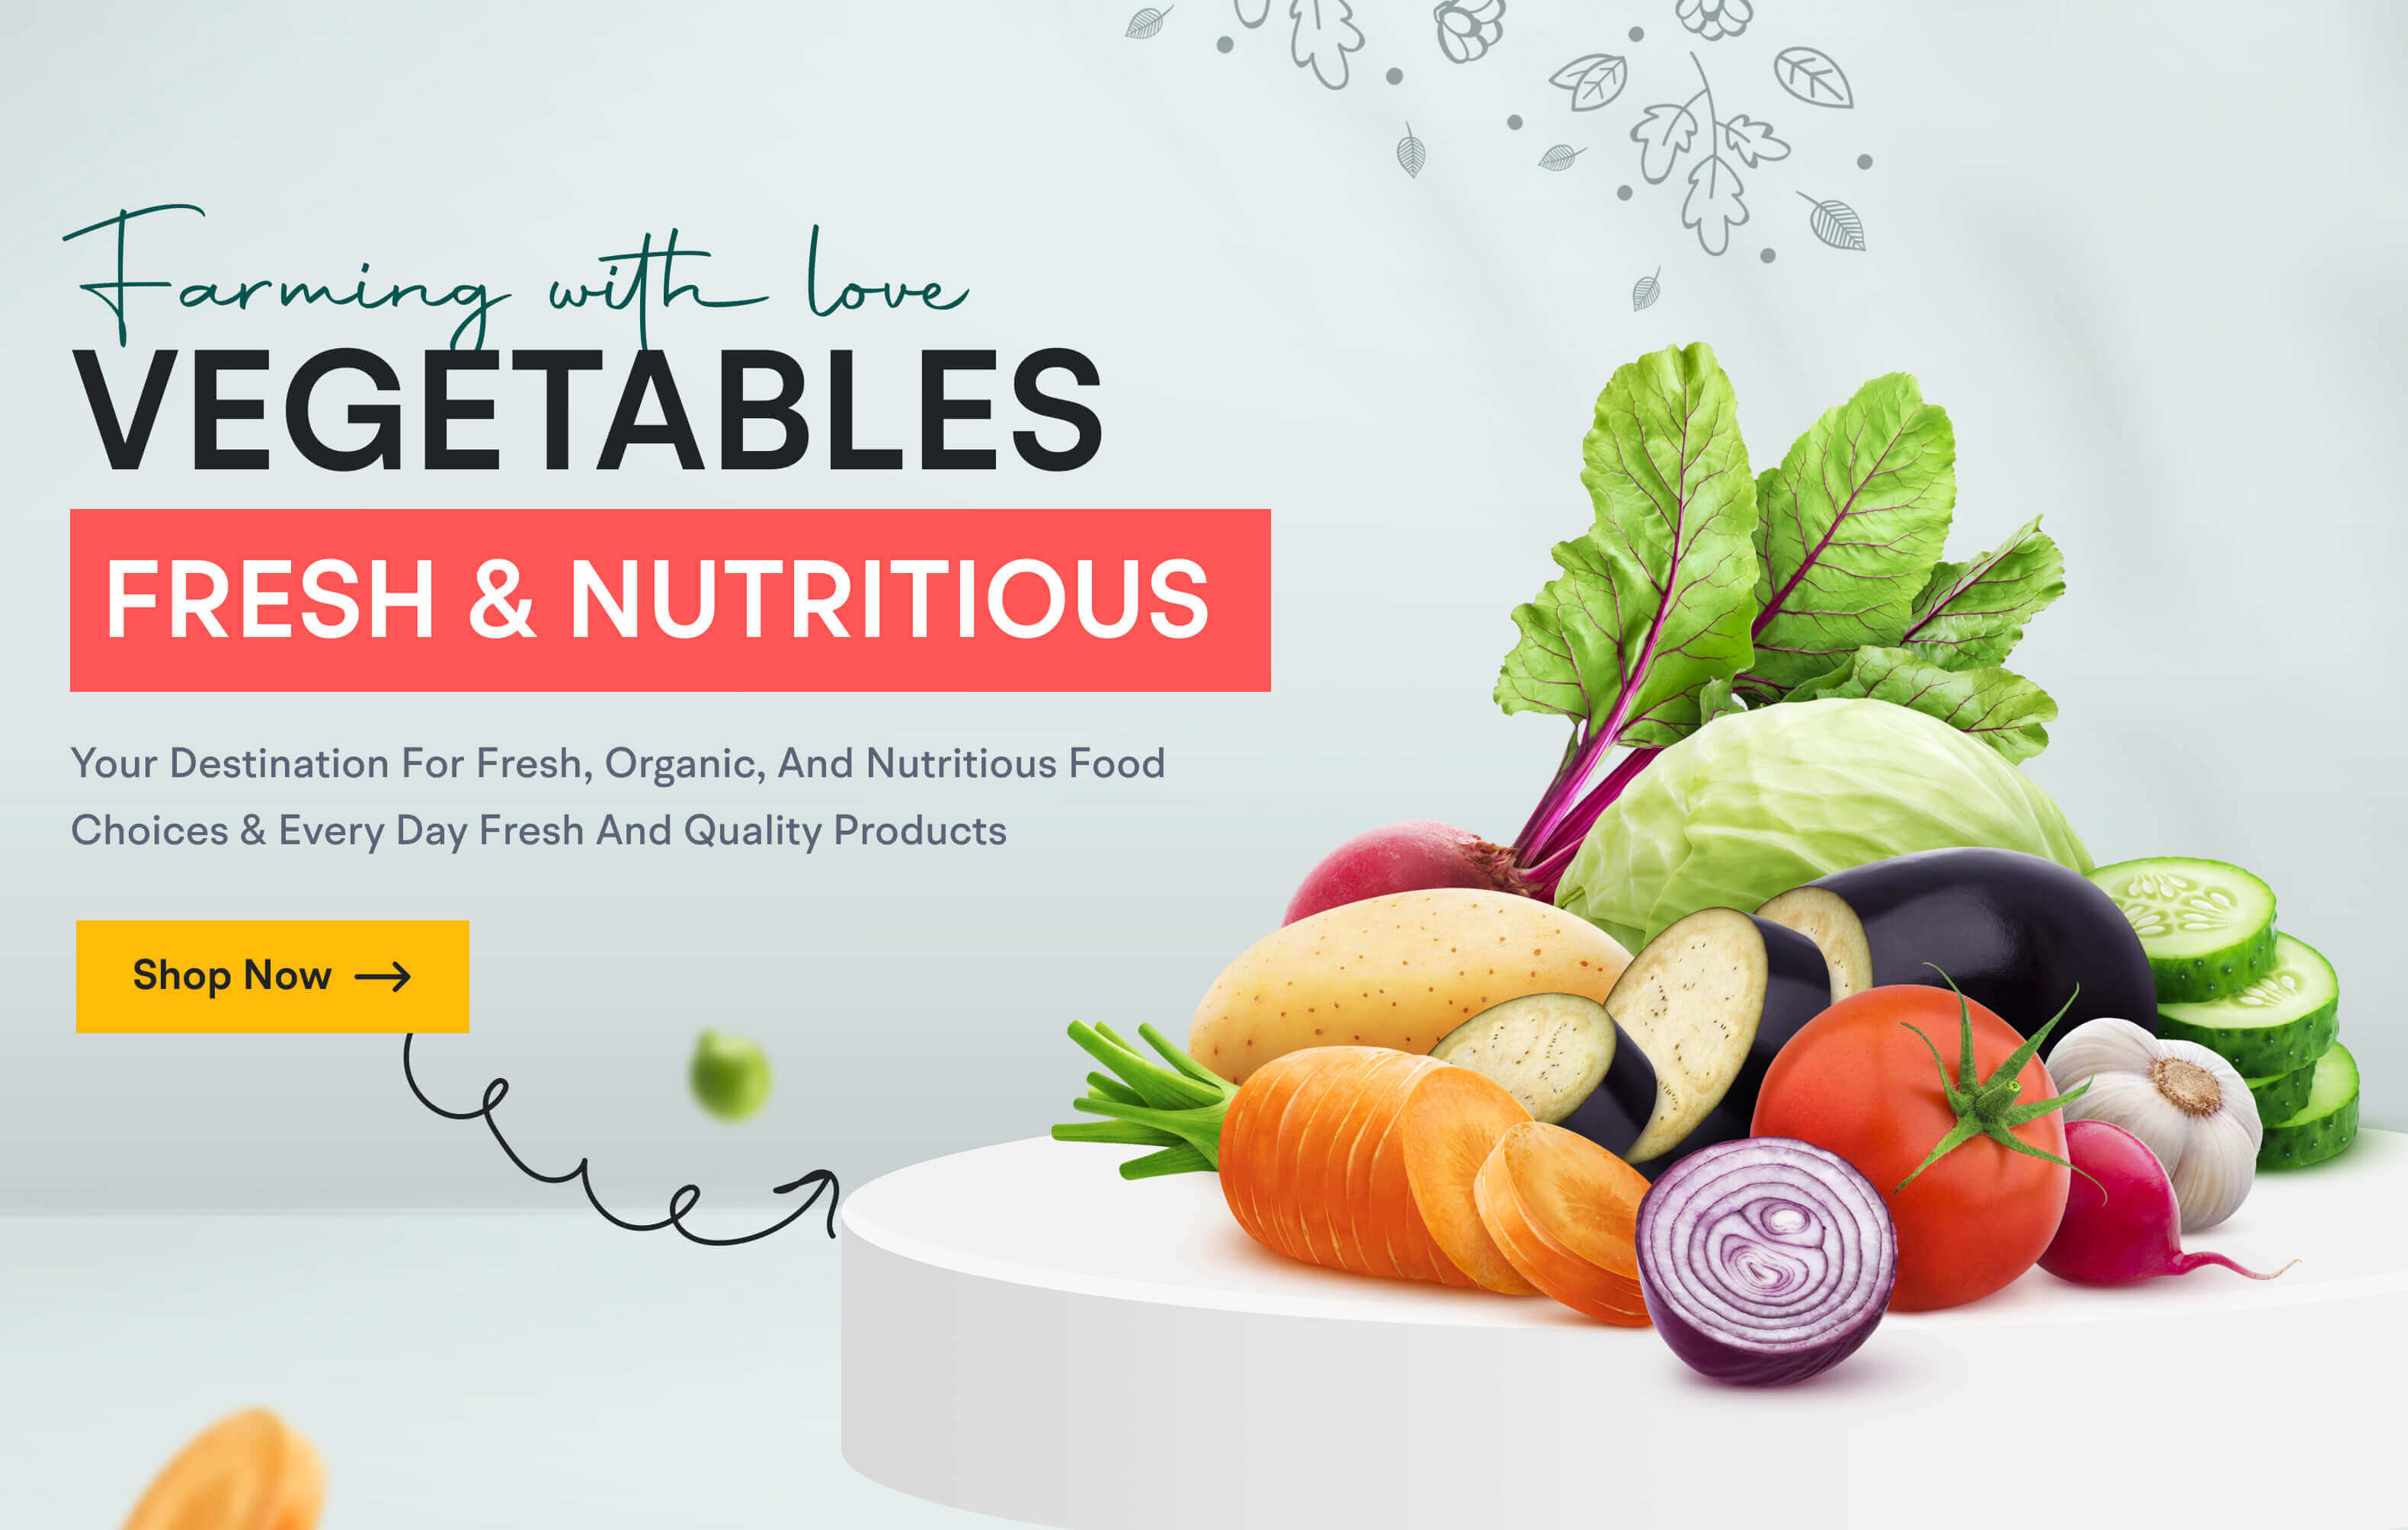 Farming with love
VEGETABLES
FRESH & NUTRITIOUS
Your Destination For Fresh, Organic, And Nutritious Food
Choices & Every Day Fresh And Quality Products
Shop Now